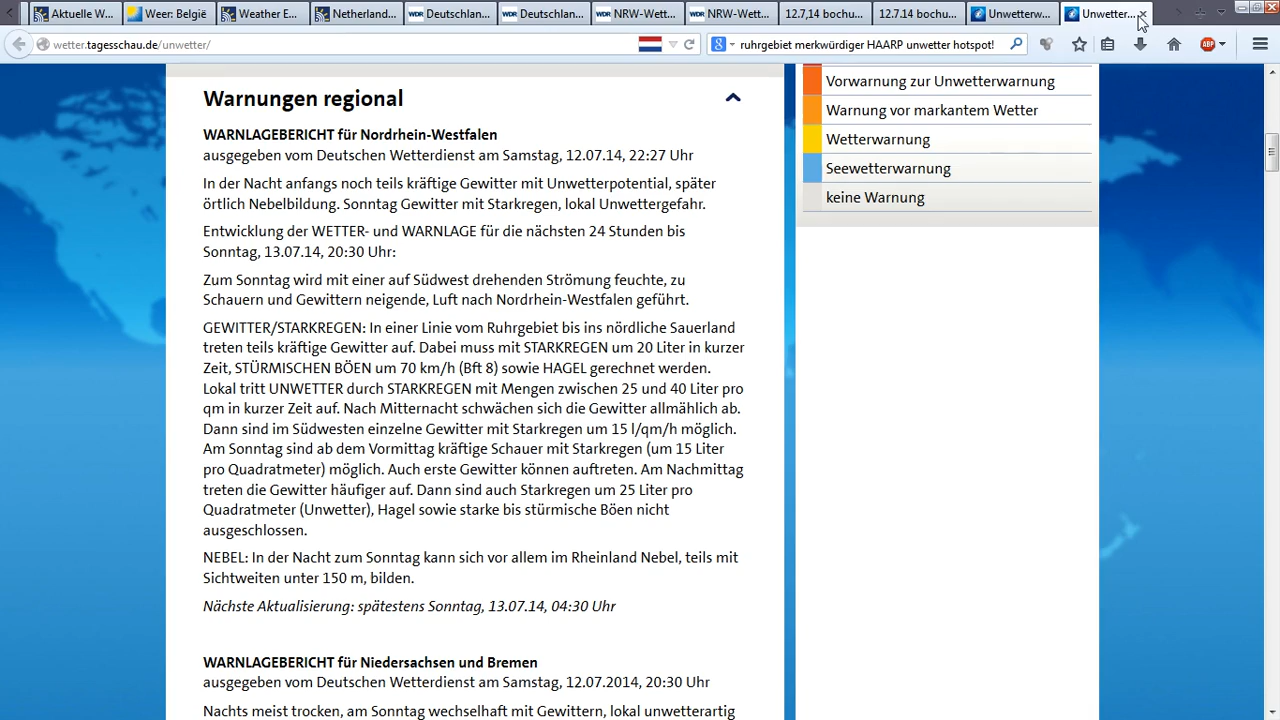 Aktuelle W...
Weer: België
Weather E...
Netherland...
WDR Deutschlan...
WDR Deutschlan...
WDR NRW-Wett...
WDR NRW-Wett...
12.7,14 bochu...
12.7.14 bochu...
Unwetterw...
Unwetter...
wetter.tagesschau.de/unwetter/
ruhrgebiet merkwürdiger HAARP unwetter hotspot!
ABP
Warnungen regional
WARNLAGEBERICHT für Nordrhein-Westfalen
ausgegeben vom Deutschen Wetterdienst am Samstag, 12.07.14, 22:27 Uhr
In der Nacht anfangs noch teils kräftige Gewitter mit Unwetterpotential, später
örtlich Nebelbildung. Sonntag Gewitter mit Starkregen, lokal Unwettergefahr.
Entwicklung der WETTER- und WARNLAGE für die nächsten 24 Stunden bis
Sonntag, 13.07.14, 20:30 Uhr:
Zum Sonntag wird mit einer auf Südwest drehenden Strömung feuchte, zu
Schauern und Gewittern neigende, Luft nach Nordrhein-Westfalen geführt.
GEWITTER/STARKREGEN: In einer Linie vom Ruhrgebiet bis ins nördliche Sauerland
treten teils kräftige Gewitter auf. Dabei muss mit STARKREGEN um 20 Liter in kurzer
Zeit, STÜRMISCHEN BÖEN um 70 km/h (Bft 8) sowie HAGEL gerechnet werden.
Lokal tritt UNWETTER durch STARKREGEN mit Mengen zwischen 25 und 40 Liter pro
qm in kurzer Zeit auf. Nach Mitternacht schwächen sich die Gewitter allmählich ab.
Dann sind im Südwesten einzelne Gewitter mit Starkregen um 15 l/qm/h möglich.
Am Sonntag sind ab dem Vormittag kräftige Schauer mit Starkregen (um 15 Liter
pro Quadratmeter) möglich. Auch erste Gewitter können auftreten. Am Nachmittag
treten die Gewitter häufiger auf. Dann sind auch Starkregen um 25 Liter pro
Quadratmeter (Unwetter), Hagel sowie starke bis stürmische Böen nicht
ausgeschlossen.
NEBEL: In der Nacht zum Sonntag kann sich vor allem im Rheinland Nebel, teils mit
Sichtweiten unter 150 m, bilden.
Nächste Aktualisierung: spätestens Sonntag, 13.07.14, 04:30 Uhr
WARNLAGEBERICHT für Niedersachsen und Bremen
ausgegeben vom Deutschen Wetterdienst am Samstag, 12.07.2014, 20:30 Uhr
Nachts meist trocken, am Sonntag wechselhaft mit Gewittern, lokal unwetterartig
Vorwarnung zur Unwetterwarnung
Warnung vor markantem Wetter
Wetterwarnung
Seewetterwarnung
keine Warnung